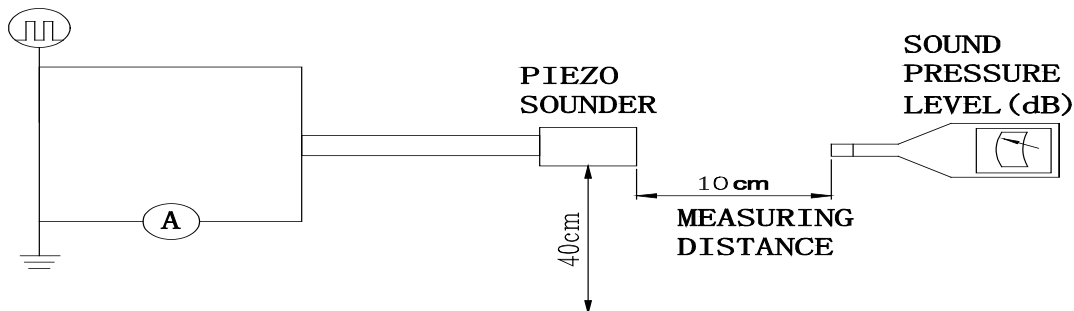 PIEZO
SOUNDER
SOUND
PRESSURE
LEVEL(dB)
10cm
MEASURING
DISTANCE
A
40cm